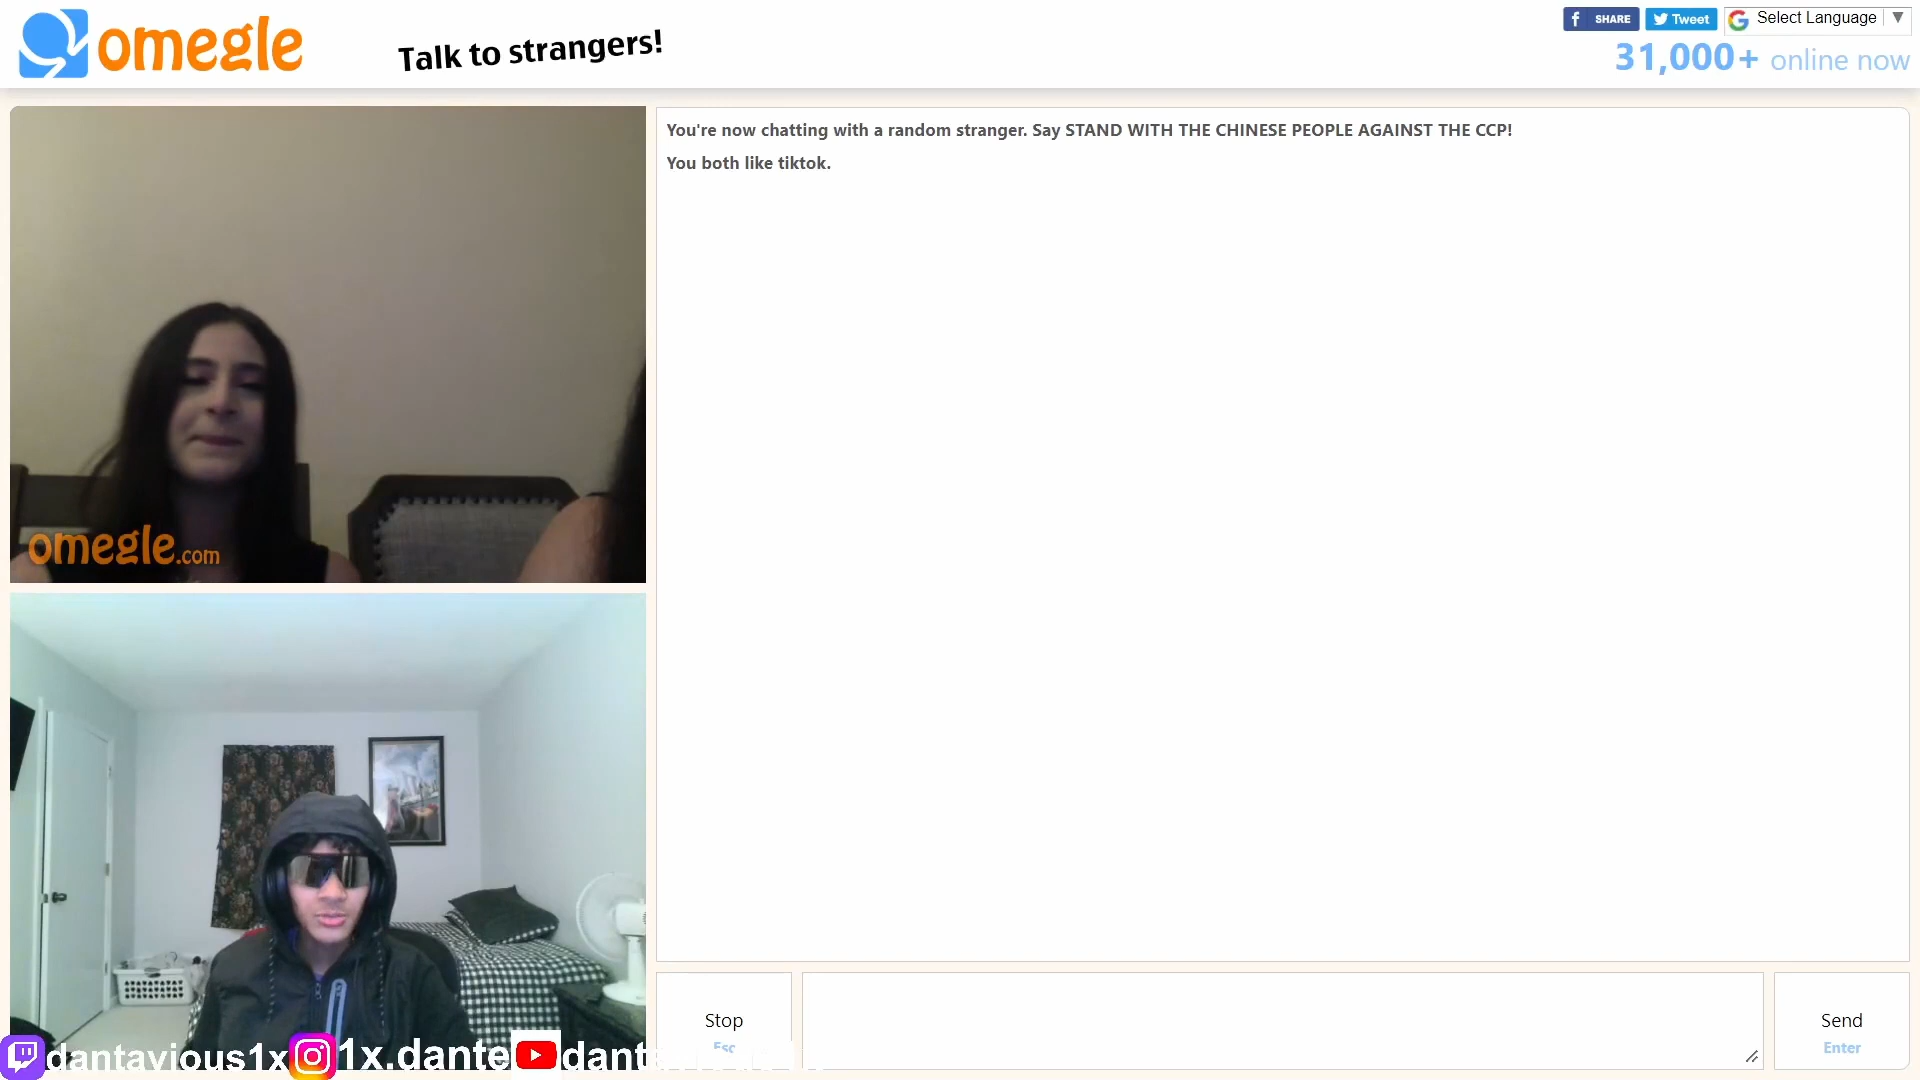 omegle
Talk to strangers!
SHARE
Tweet
Select Language
31,000+ online now
You're now chatting with a random stranger. Say STAND WITH THE CHINESE PEOPLE AGAINST THE CCP!
You both like tiktok.
omegle.com
Stop
Esc
Send
Enter
dantavious1x
1x.dante